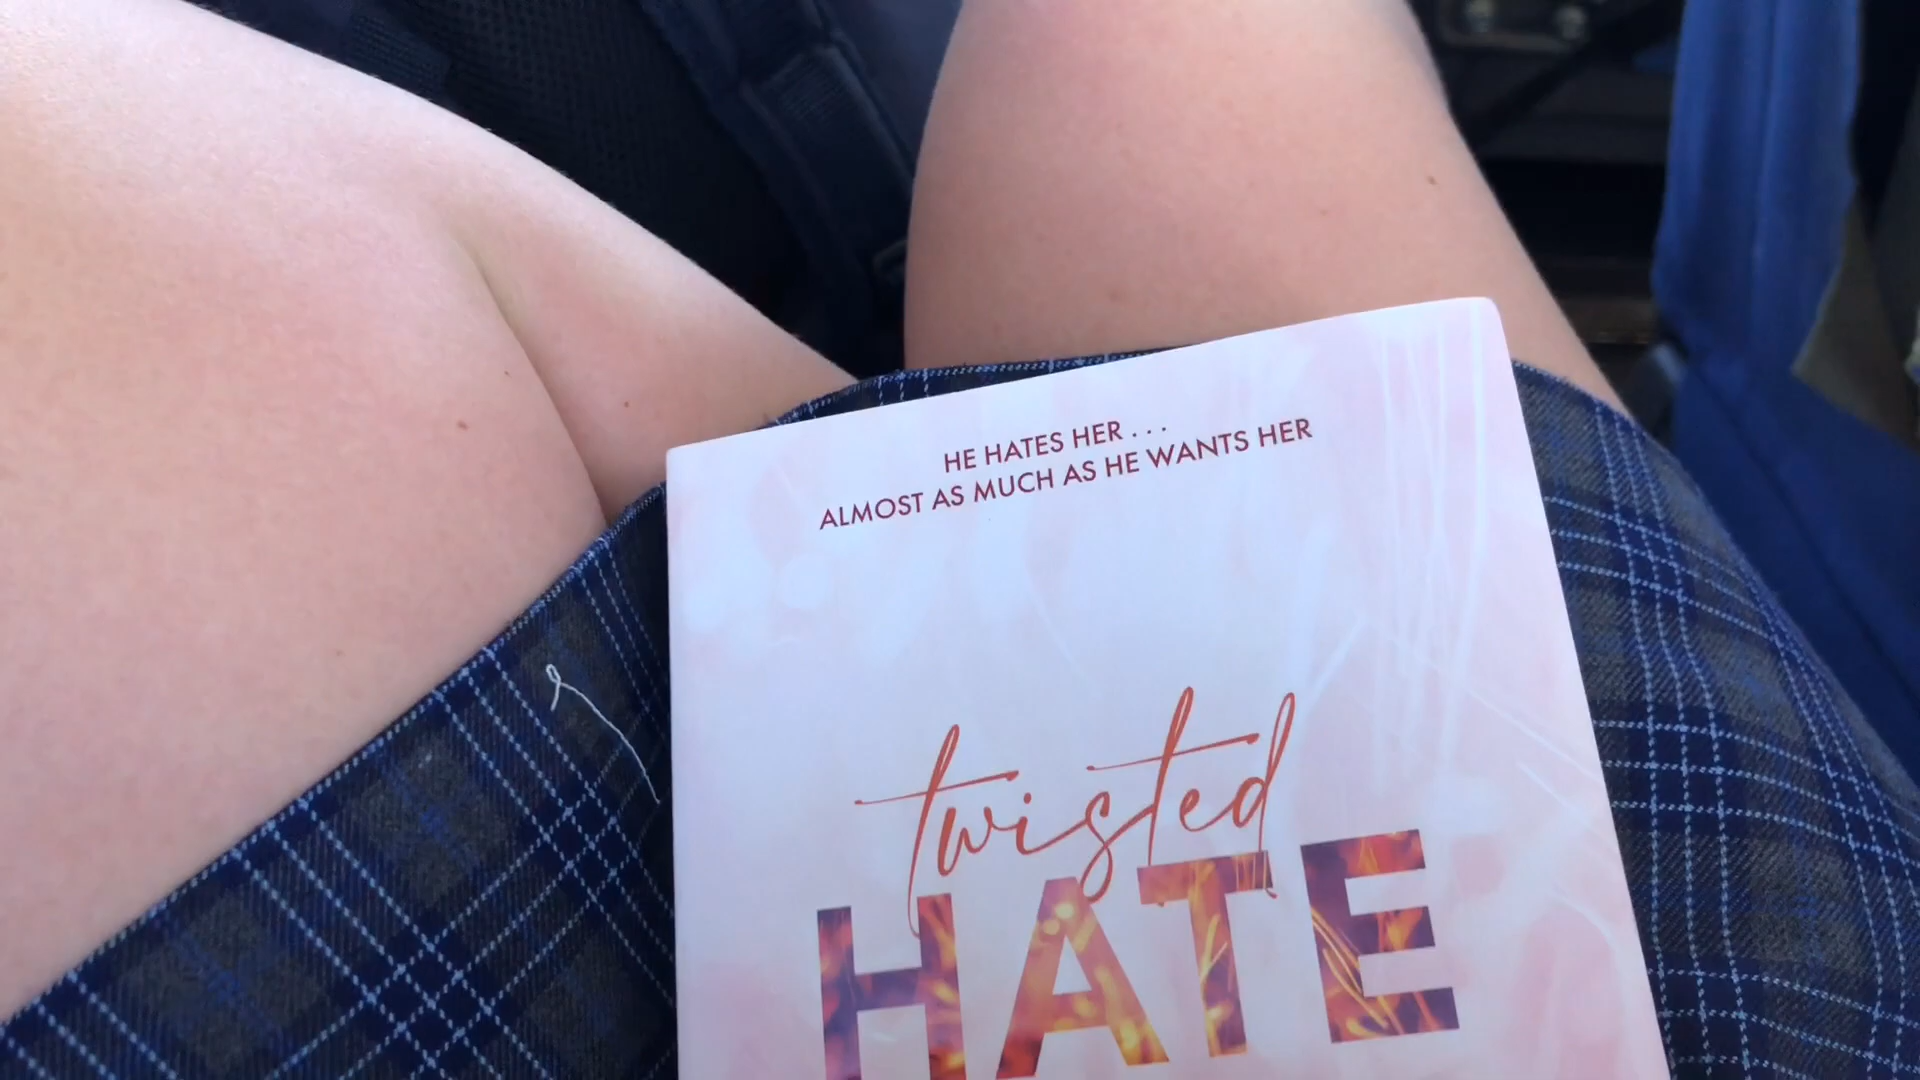 HE HATES HER . . .
ALMOST AS MUCH AS HE WANTS HER
twisted
HATE